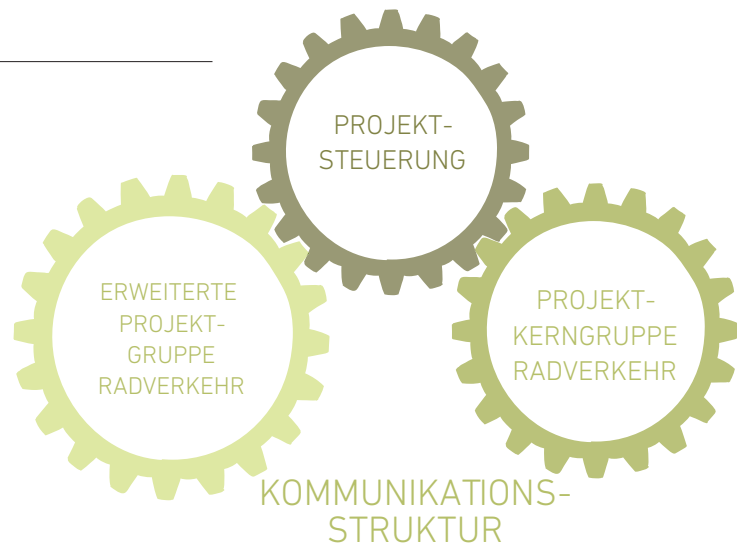 PROJEKT-
STEUERUNG
ERWEITERTE
PROJEKT-
GRUPPE
RADVERKEHR
PROJEKT-
KERNGRUPPE
RADVERKEHR
KOMMUNIKATIONS-
STRUKTUR